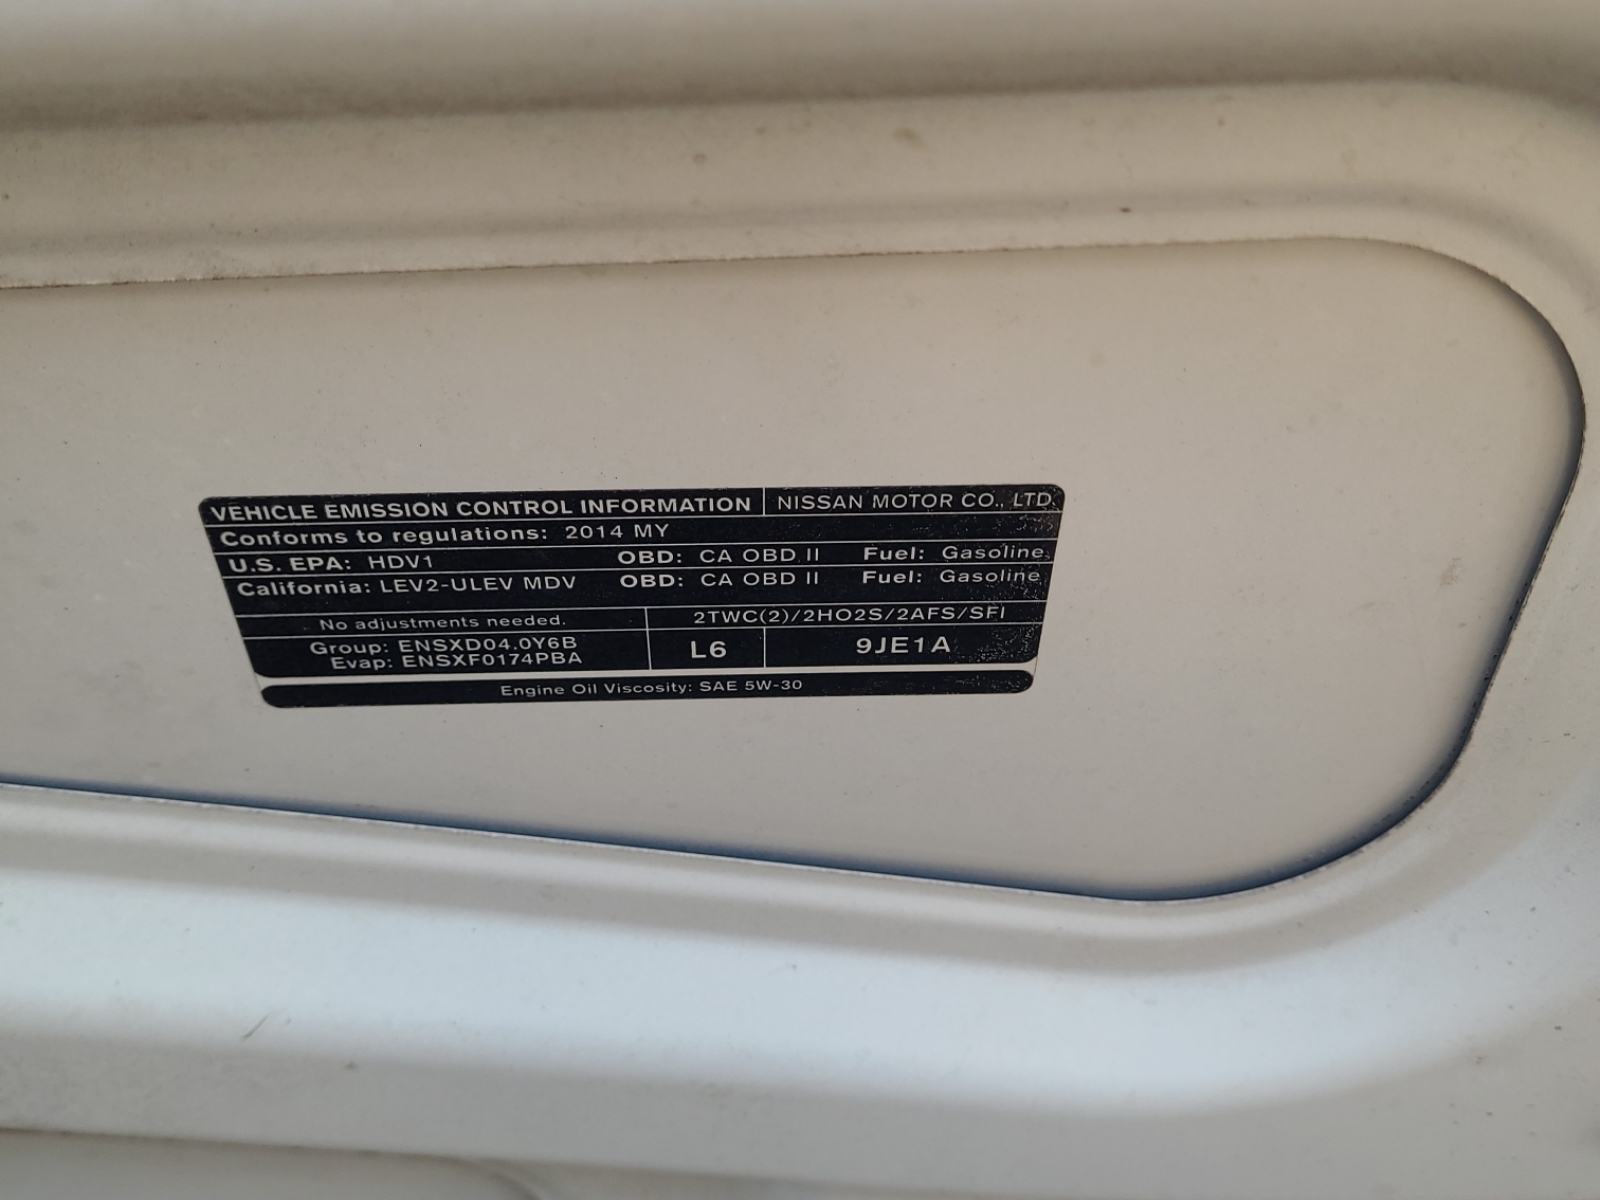 VEHICLE EMISSION CONTROL INFORMATION NISSAN MOTOR CO., LTD.
Conforms to regulations: 2014 MY
U.S. EPA: HDV1 OBD: CA OBD II Fuel: Gasoline
California: LEV2-ULEV MDV OBD: CA OBD II Fuel: Gasoline
No adjustments needed. 2TWC(2)/2HO2S/2AFS/SFI
Group: ENSXD04.0Y6B
Evap: ENSXF0174PBA
L6 9JE1A
Engine Oil Viscosity: SAE 5W-30